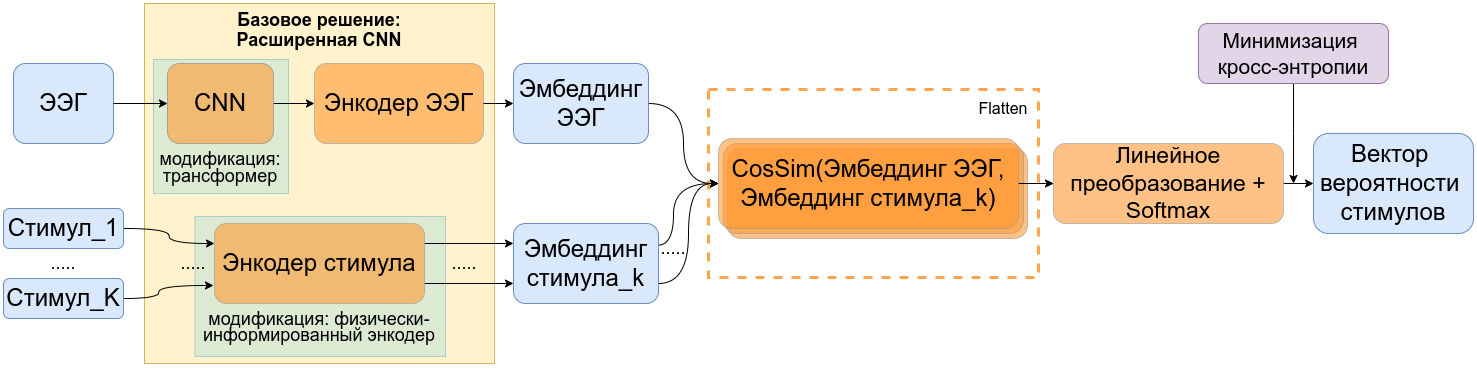 Базовое решение:
Расширенная CNN
ЭЭГ
CNN
модификация:
трансформер
Энкодер ЭЭГ
Эмбеддинг
ЭЭГ
Стимул_1
.....
Стимул_K
.....
Энкодер стимула
.....
модификация: физически-
информированный энкодер
Эмбеддинг
стимула_k
.....
Flatten
CosSim(Эмбеддинг ЭЭГ,
Эмбеддинг стимула_k)
Линейное
преобразование +
Softmax
Минимизация
кросс-энтропии
Вектор
вероятности
стимулов